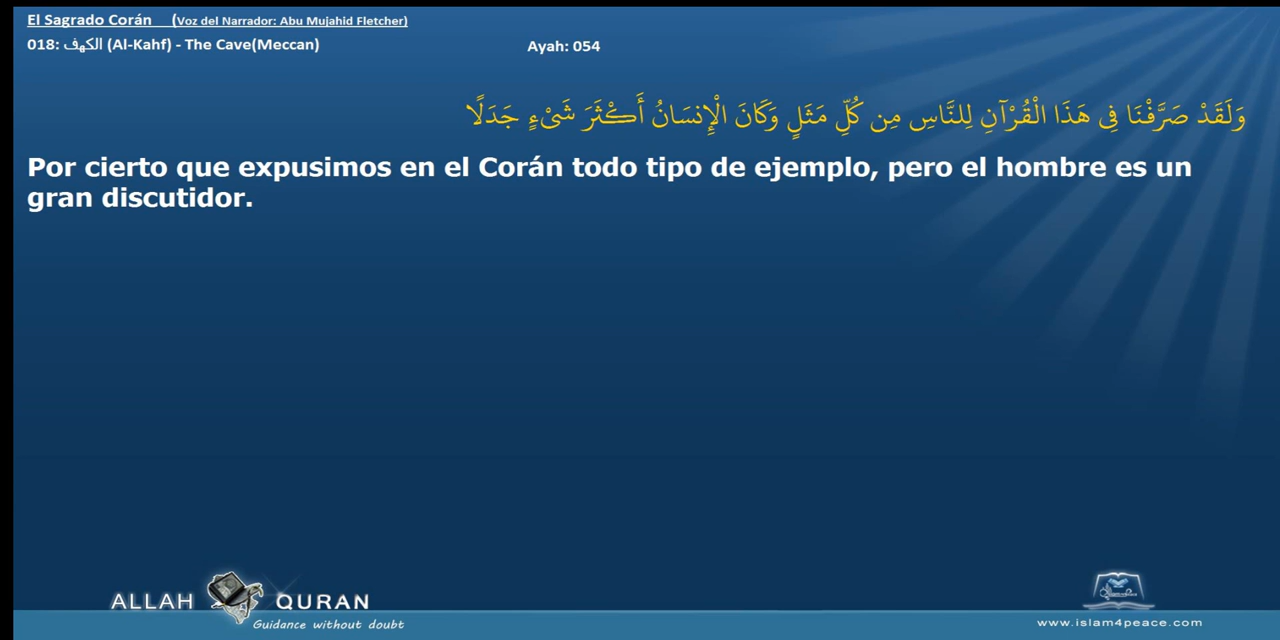 El Sagrado Corán (Voz del Narrador: Abu Mujahid Fletcher)
018: الكهف (Al-Kahf) - The Cave(Meccan) Ayah: 054
وَلَقَدْ صَرَّفْنَا فِي هَذَا الْقُرْآنِ لِلنَّاسِ مِن كُلِّ مَثَلٍ وَكَانَ الْإِنسَانُ أَكْثَرَ شَيْءٍ جَدَلًا
Por cierto que expusimos en el Corán todo tipo de ejemplo, pero el hombre es un
gran discutidor.
ALLAH QURAN
Guidance without doubt
www.islam4peace.com